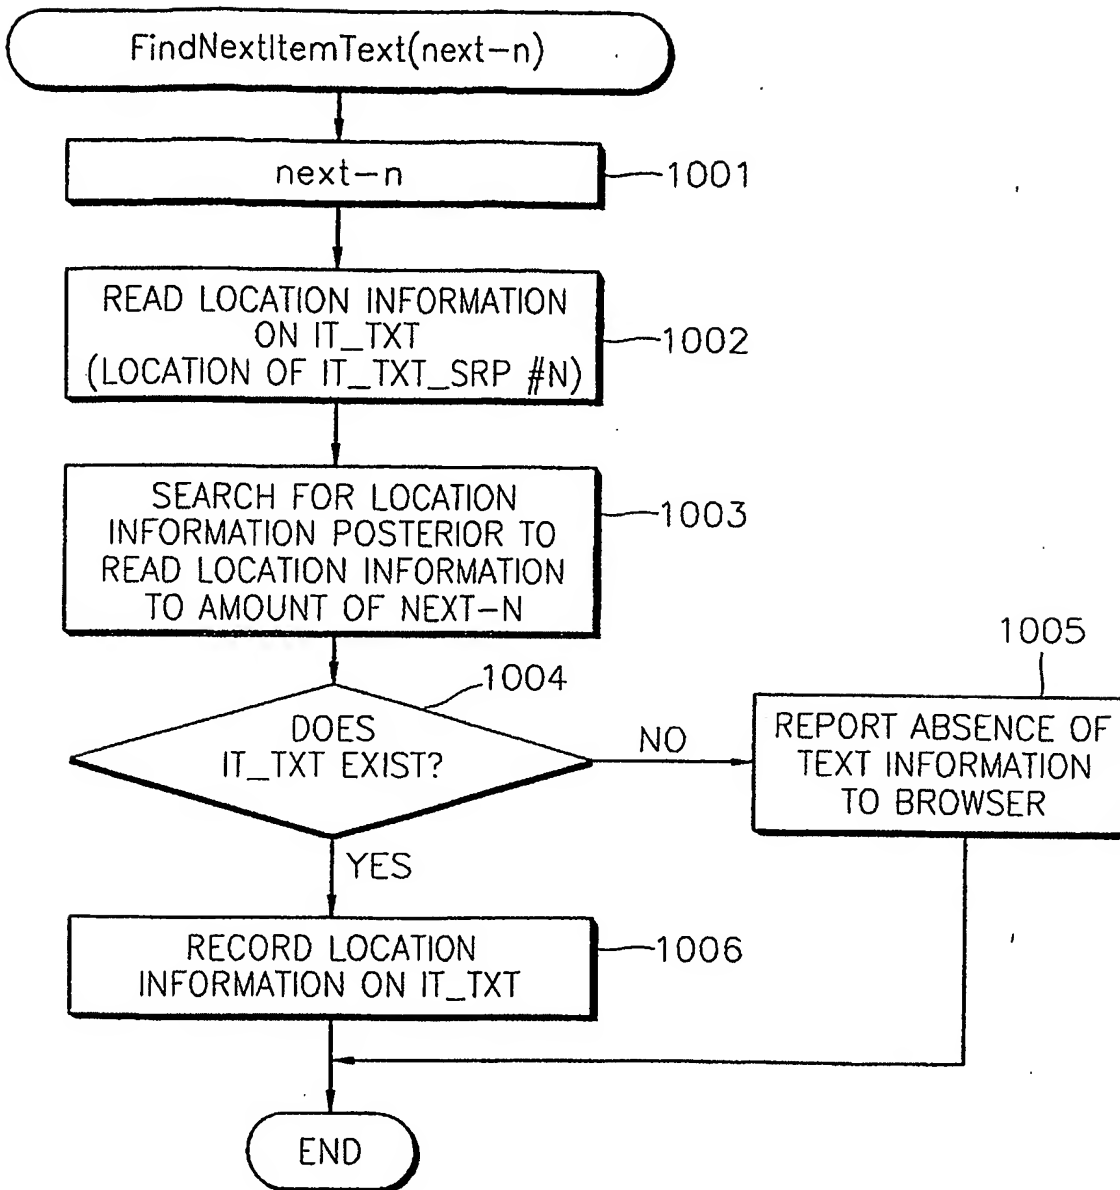 FindNextItemText(next-n)
next-n
1001
READ LOCATION INFORMATION
ON IT_TXT
(LOCATION OF IT_TXT_SRP #N)
1002
SEARCH FOR LOCATION
INFORMATION POSTERIOR TO
READ LOCATION INFORMATION
TO AMOUNT OF NEXT-N
1003
1004
DOES
IT_TXT EXIST?
NO
1005
REPORT ABSENCE OF
TEXT INFORMATION
TO BROWSER
YES
RECORD LOCATION
INFORMATION ON IT_TXT
1006
END